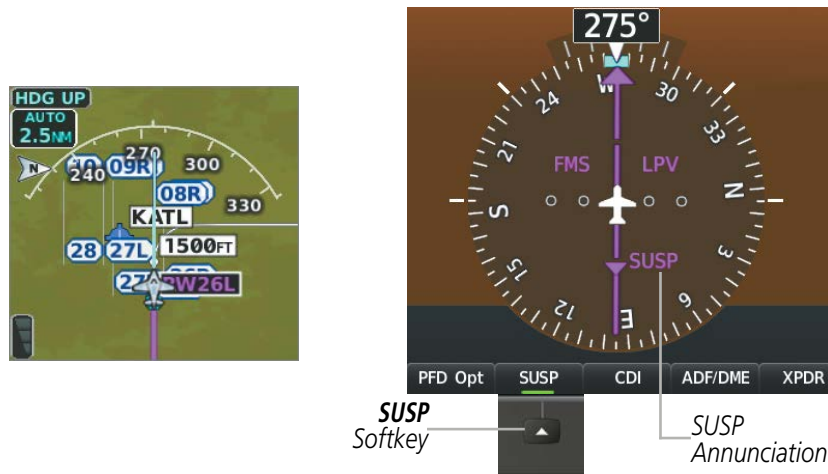 HDG UP
AUTO
2.5NM
N
270
240
09R
300
08R
330
KATL
28
27L
1500FT
RW26L
275°
W
24
30
21
33
FMS
LPV
S
N
SUSP
15
3
12
6
E
PFD Opt
SUSP
CDI
ADF/DME
XPDR
SUSP
Softkey
SUSP
Annunciation